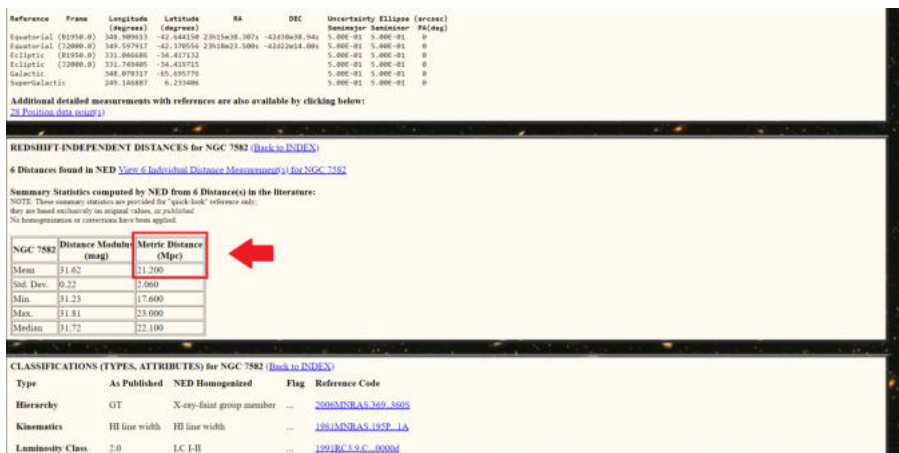 Reference Frame Longitude Latitude RA DEC Uncertainty Ellipse (arcsec)
(degrees) (degrees) Semimajor Semiminor PA(deg)
Equatorial (B1950.0) 348.909613 -42.644150 23h15m38.307s -42d38m38.94s 5.00E-01 5.00E-01 0
Equatorial (J2000.0) 349.597917 -42.370556 23h18m23.500s -42d22m14.00s 5.00E-01 5.00E-01 0
Ecliptic (B1950.0) 331.046686 -34.417132 5.00E-01 5.00E-01 0
Ecliptic (J2000.0) 331.749405 -34.419715 5.00E-01 5.00E-01 0
Galactic 348.078317 -65.695776 5.00E-01 5.00E-01 0
SuperGalactic 249.146887 6.233406 5.00E-01 5.00E-01 0
Additional detailed measurements with references are also available by clicking below:
28 Position data point(s)
REDSHIFT-INDEPENDENT DISTANCES for NGC 7582 (Back to INDEX)
6 Distances found in NED View 6 Individual Distance Measurement(s) for NGC 7582
Summary Statistics computed by NED from 6 Distance(s) in the literature:
NOTE: These summary statistics are provided for "quick-look" reference only;
they are based exclusively on original values, as published.
No homogenization or corrections have been applied.
NGC 7582 Distance Modulus Metric Distance
(mag) (Mpc)
Mean 31.62 21.200
Std. Dev. 0.22 2.060
Min. 31.23 17.600
Max. 31.81 23.000
Median 31.72 22.100
CLASSIFICATIONS (TYPES, ATTRIBUTES) for NGC 7582 (Back to INDEX)
Type As Published NED Homogenized Flag Reference Code
Hierarchy GT X-ray-faint group member ... 2006MNRAS.369..360S
Kinematics HI line width HI line width ... 1981MNRAS.195P...1A
Luminosity Class 2.0 LC I-II ... 1991RC3.9.C...0000d